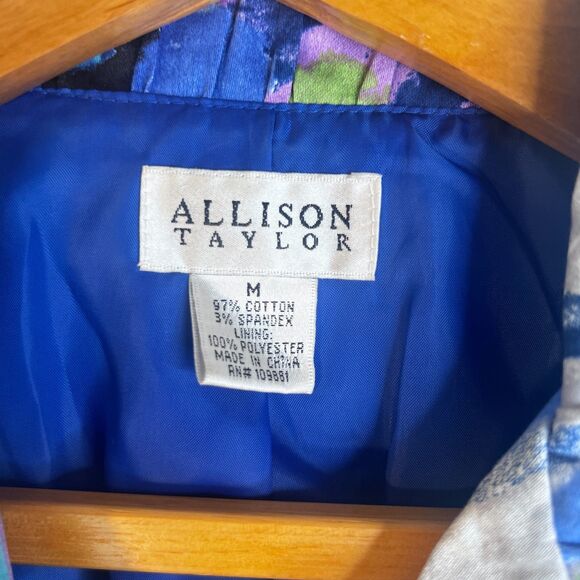 ALLISON
TAYLOR
M
97% COTTON
3% SPANDEX
LINING:
100% POLYESTER
MADE IN CHINA
RN# 109881